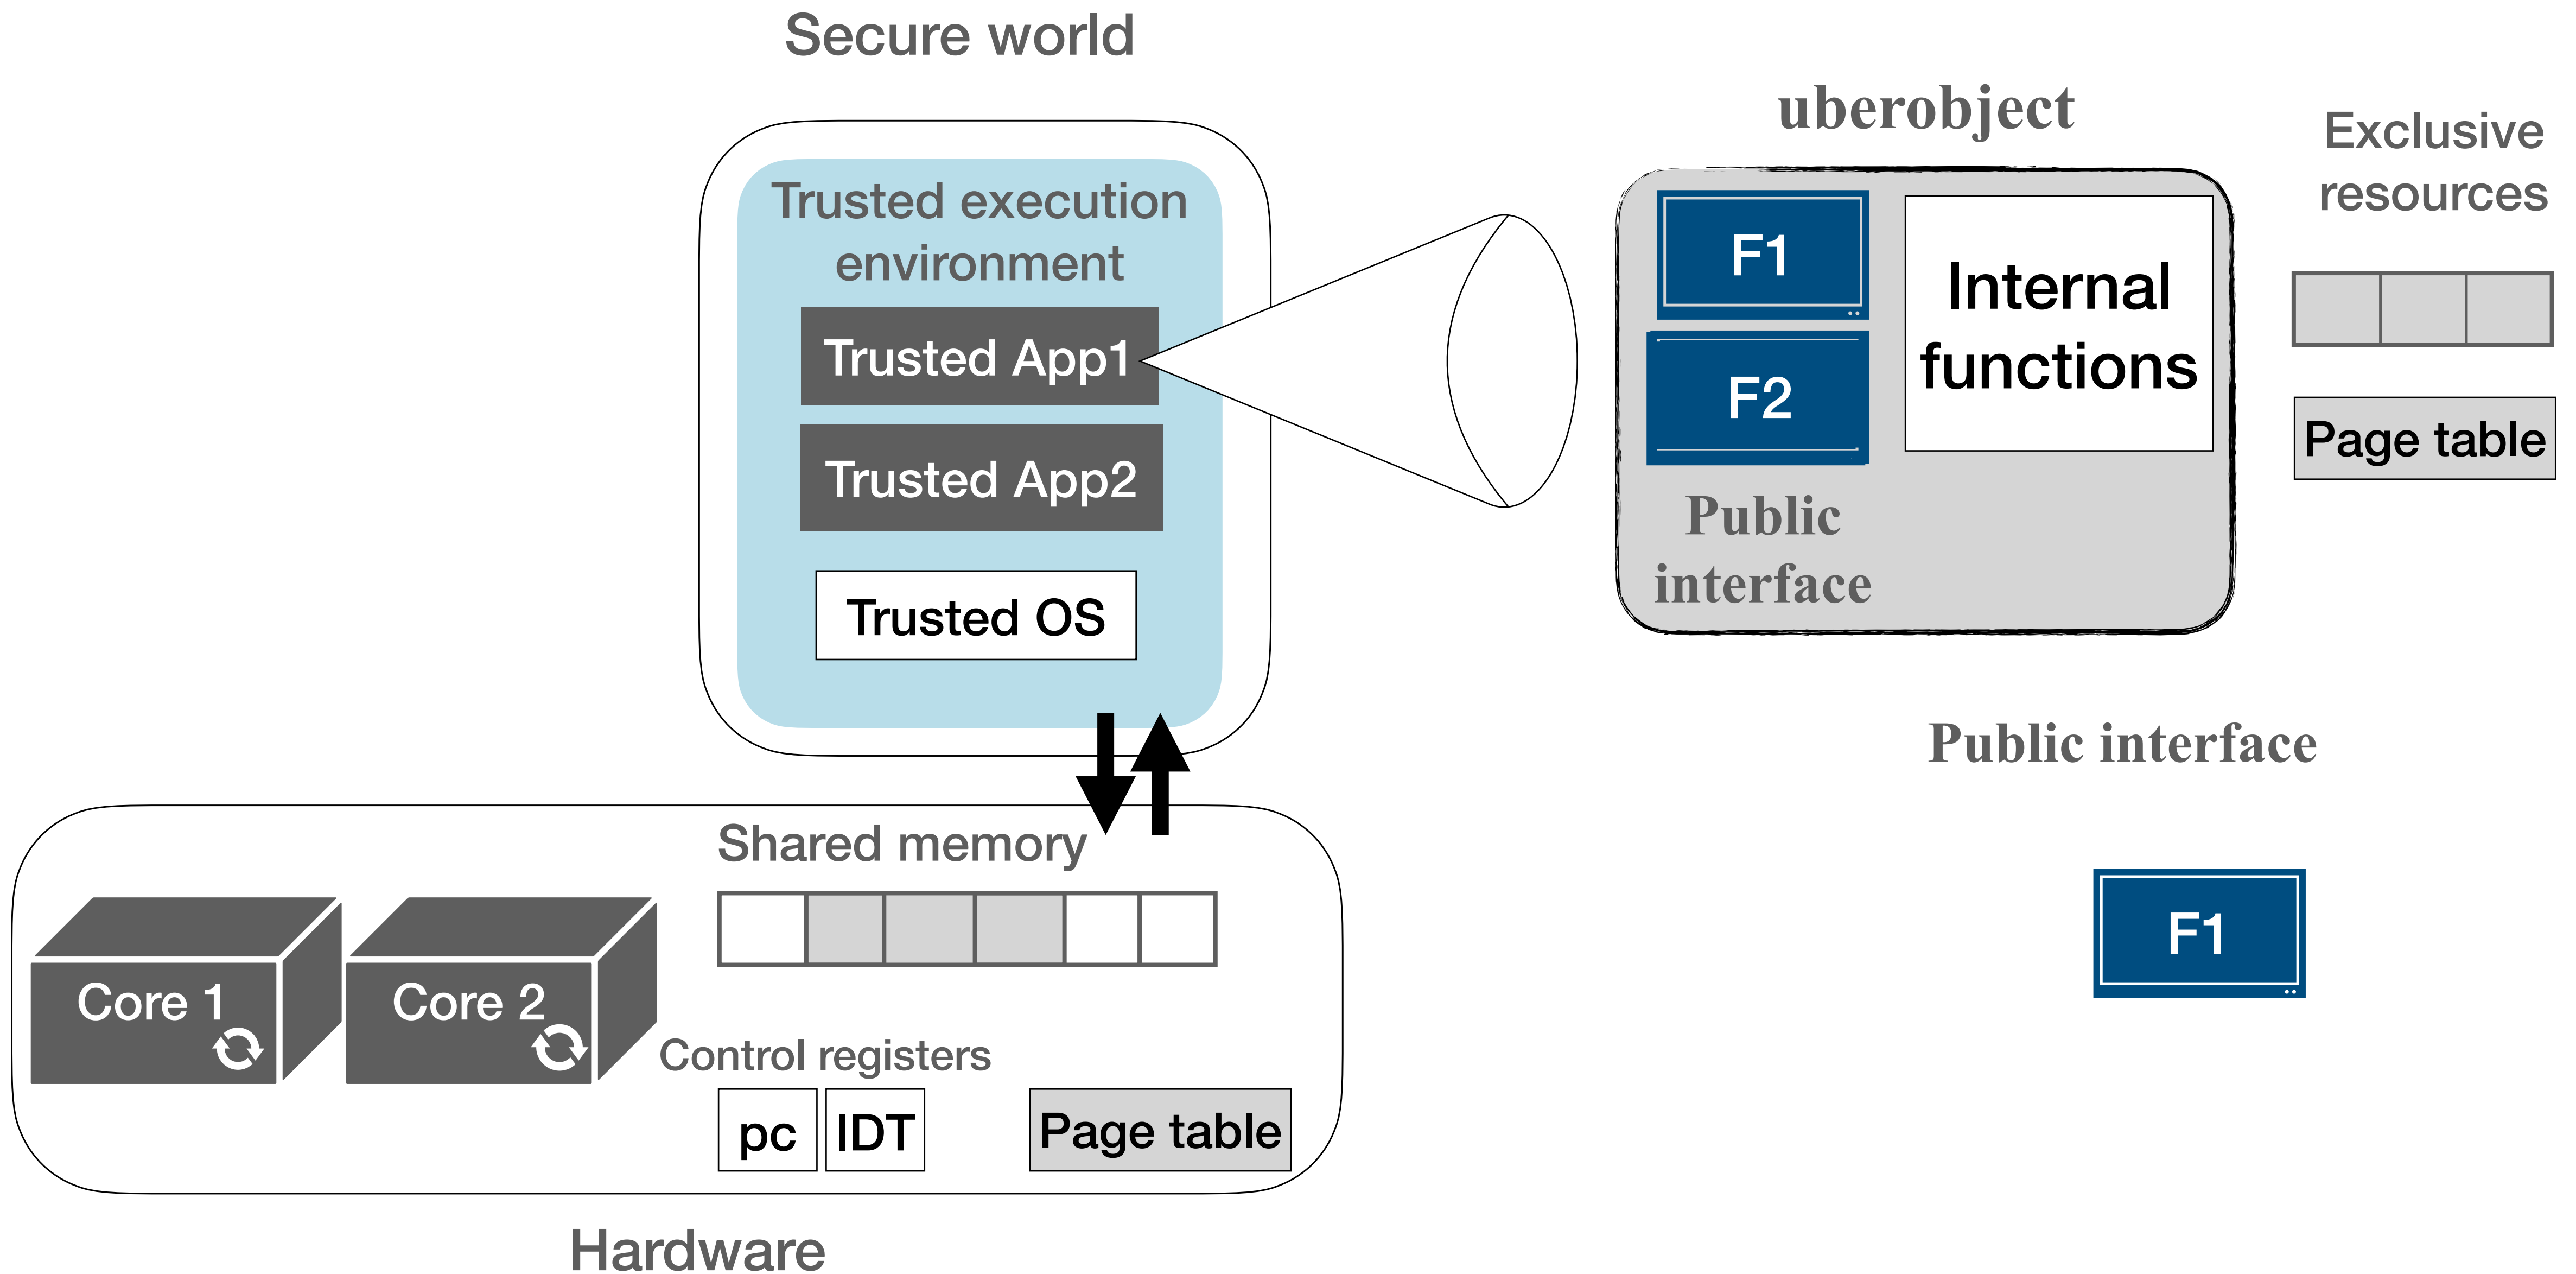 Secure world
Trusted execution
environment
Trusted App1
Trusted App2
Trusted OS
uberobject
F1
F2
Internal
functions
Public
interface
Exclusive
resources
Page table
Public interface
F1
Shared memory
Core 1
Core 2
Control registers
pc
IDT
Page table
Hardware